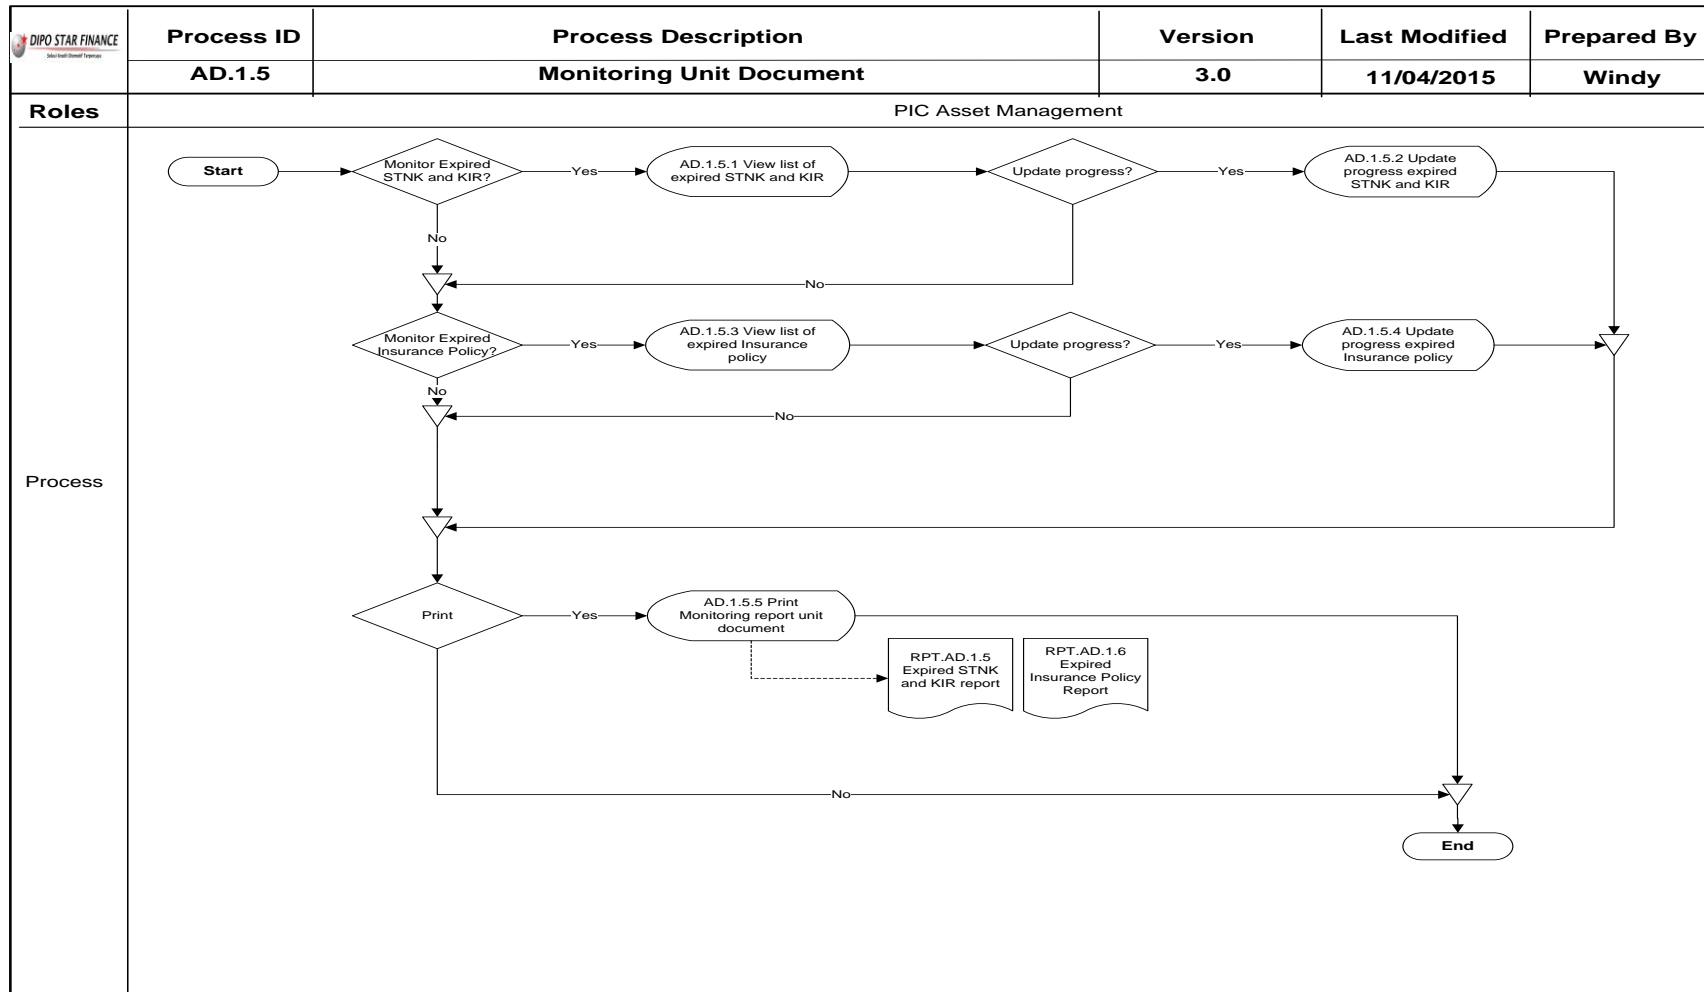 DIPO STAR FINANCE
Process ID
Process Description
Version
Last Modified
Prepared By
AD.1.5
Monitoring Unit Document
3.0
11/04/2015
Windy
Roles
PIC Asset Management
Process
Start
Monitor Expired
STNK and KIR?
Yes
AD.1.5.1 View list of
expired STNK and KIR
Update progress?
Yes
AD.1.5.2 Update
progress expired
STNK and KIR
No
No
Monitor Expired
Insurance Policy?
Yes
AD.1.5.3 View list of
expired Insurance
policy
Update progress?
Yes
AD.1.5.4 Update
progress expired
Insurance policy
No
No
Print
Yes
AD.1.5.5 Print
Monitoring report unit
document
RPT.AD.1.5
Expired STNK
and KIR report
RPT.AD.1.6
Expired
Insurance Policy
Report
No
End